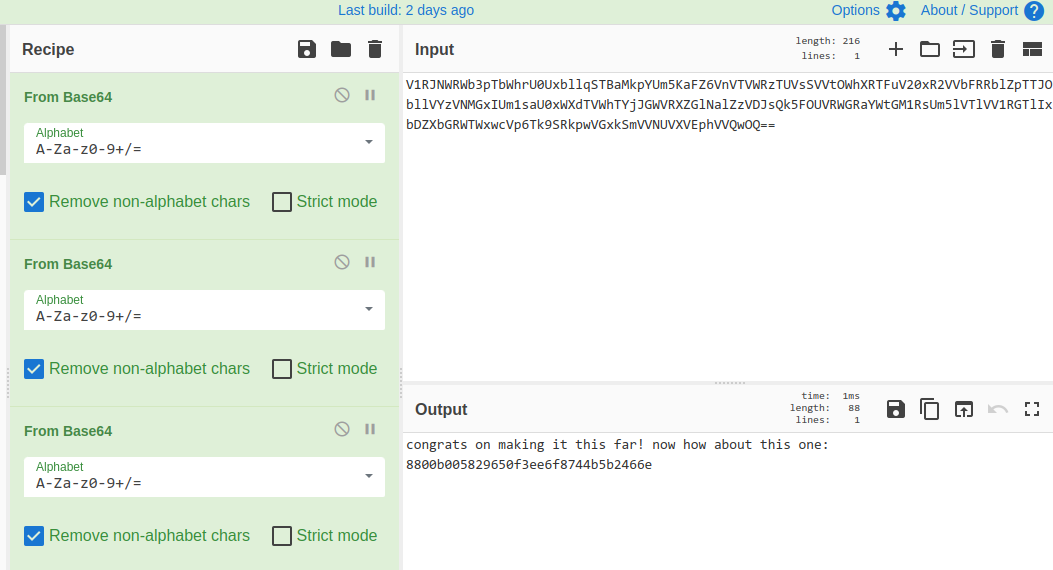 Last build: 2 days ago
Options
About / Support
Recipe
From Base64
Alphabet
A-Za-z0-9+/=
Remove non-alphabet chars
Strict mode
From Base64
Alphabet
A-Za-z0-9+/=
Remove non-alphabet chars
Strict mode
From Base64
Alphabet
A-Za-z0-9+/=
Remove non-alphabet chars
Strict mode
Input
length: 216
lines: 1
V1RJNWRWb3pTbWhrU0UxbllqSTBaMkpYUm5KaFZ6VnVTVWRzTUVsSVVtOWhXRTFuV20xR2VVbFRRblZpTTJO
bllVYzVNMGxIUm1saU0xWXdTVWhTYjJGWVRXZGlNalZzVDJsQk5FOUVRWGRaYWtGM1RsUm5lVTlVV1RGTlIx
bDZXbGRWTWxwcVp6Tk9SRkpwVGxkSmVVNUVXVEphVVQwOQ==
Output
time: 1ms
length: 88
lines: 1
congrats on making it this far! now how about this one:
8800b005829650f3ee6f8744b5b2466e